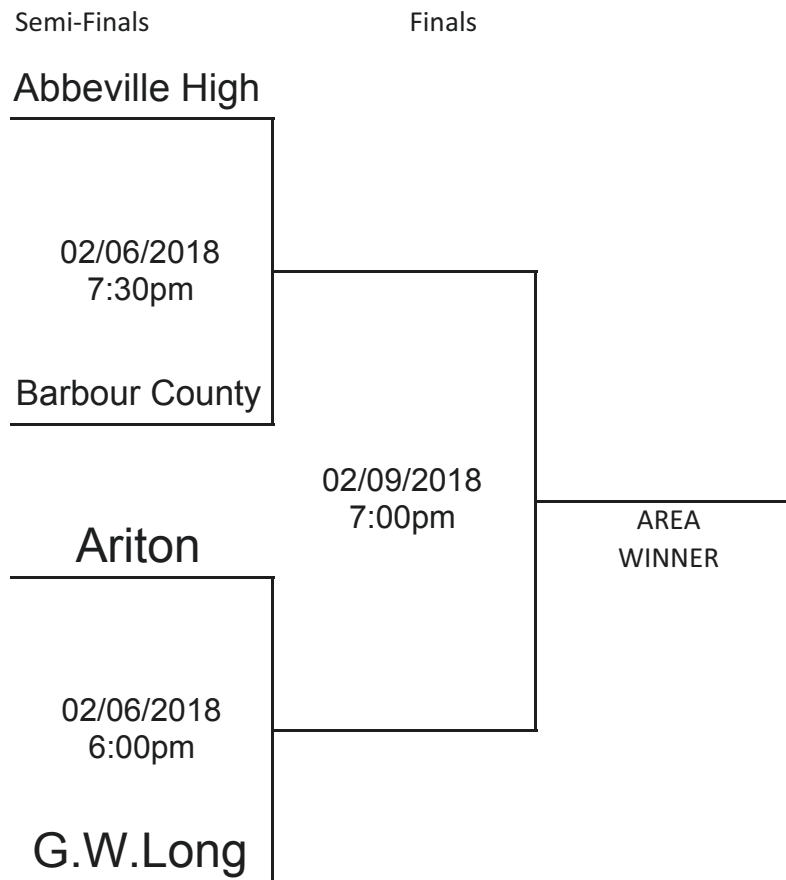 Semi-Finals
Finals
Abbeville High
02/06/2018
7:30pm
Barbour County
02/09/2018
7:00pm
AREA
WINNER
Ariton
02/06/2018
6:00pm
G.W.Long